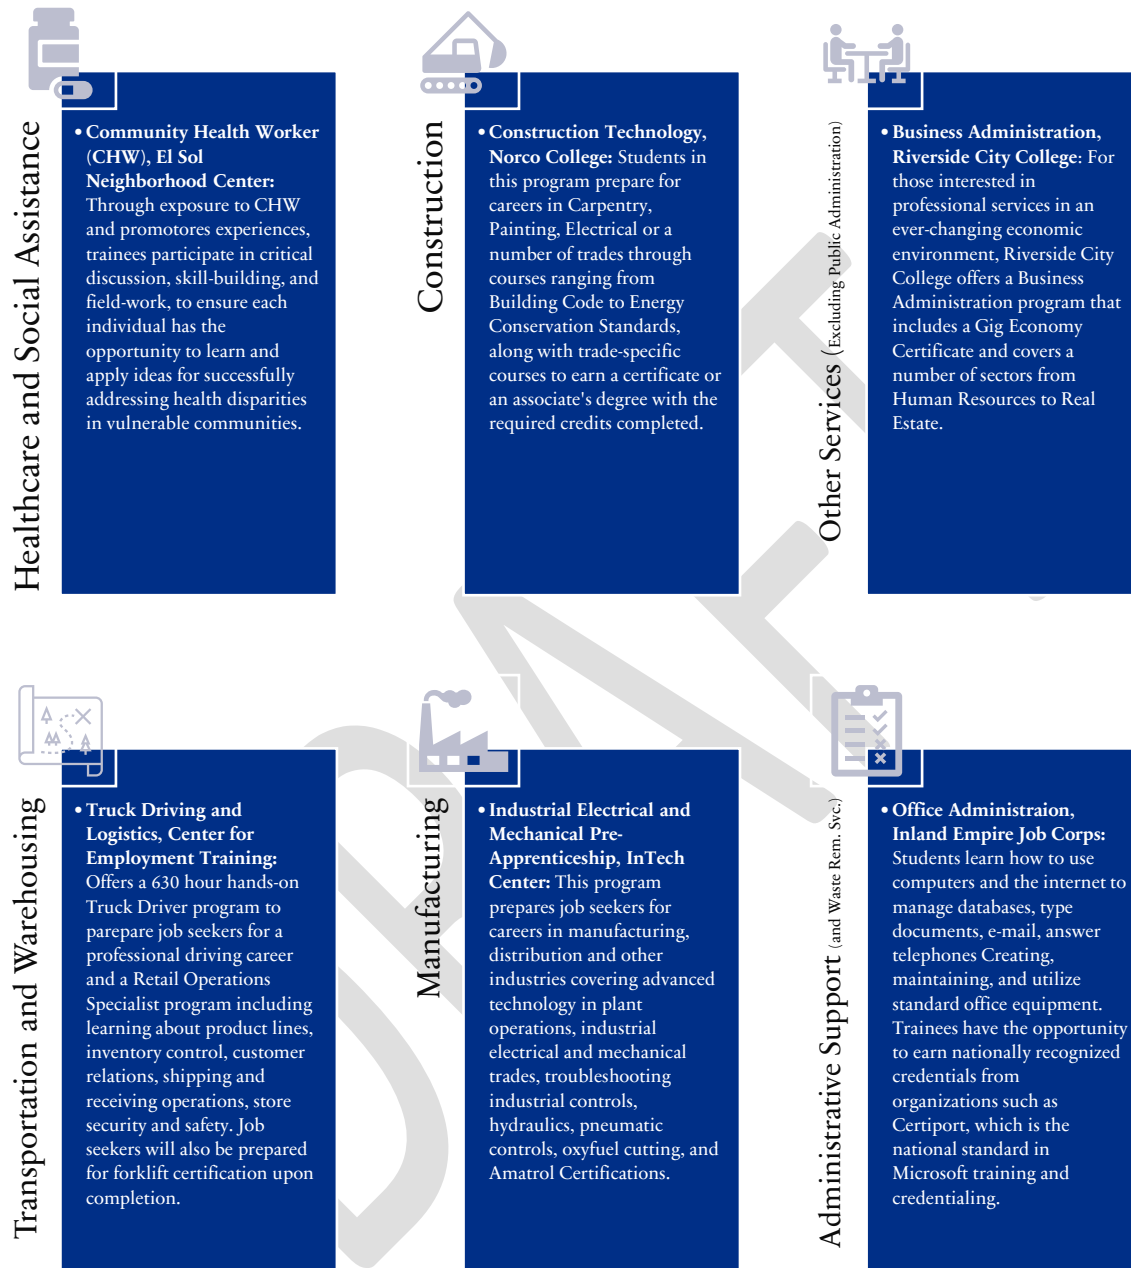 Healthcare and Social Assistance
• Community Health Worker
(CHW), El Sol
Neighborhood Center:
Through exposure to CHW
and promotores experiences,
trainees participate in critical
discussion, skill-building, and
field-work, to ensure each
individual has the
opportunity to learn and
apply ideas for successfully
addressing health disparities
in vulnerable communities.
Construction
• Construction Technology,
Norco College: Students in
this program prepare for
careers in Carpentry,
Painting, Electrical or a
number of trades through
courses ranging from
Building Code to Energy
Conservation Standards,
along with trade-specific
courses to earn a certificate or
an associate's degree with the
required credits completed.
Other Services (Excluding Public Administration)
• Business Administration,
Riverside City College: For
those interested in
professional services in an
ever-changing economic
environment, Riverside City
College offers a Business
Administration program that
includes a Gig Economy
Certificate and covers a
number of sectors from
Human Resources to Real
Estate.
Transportation and Warehousing
• Truck Driving and
Logistics, Center for
Employment Training:
Offers a 630 hour hands-on
Truck Driver program to
parepare job seekers for a
professional driving career
and a Retail Operations
Specialist program including
learning about product lines,
inventory control, customer
relations, shipping and
receiving operations, store
security and safety. Job
seekers will also be prepared
for forklift certification upon
completion.
Manufacturing
• Industrial Electrical and
Mechanical Pre-
Apprenticeship, InTech
Center: This program
prepares job seekers for
careers in manufacturing,
distribution and other
industries covering advanced
technology in plant
operations, industrial
electrical and mechanical
trades, troubleshooting
industrial controls,
hydraulics, pneumatic
controls, oxyfuel cutting, and
Amatrol Certifications.
Administrative Support (and Waste Rem. Svc.)
• Office Administraion,
Inland Empire Job Corps:
Students learn how to use
computers and the internet to
manage databases, type
documents, e-mail, answer
telephones Creating,
maintaining, and utilize
standard office equipment.
Trainees have the opportunity
to earn nationally recognized
credentials from
organizations such as
Certiport, which is the
national standard in
Microsoft training and
credentialing.
DRAFT